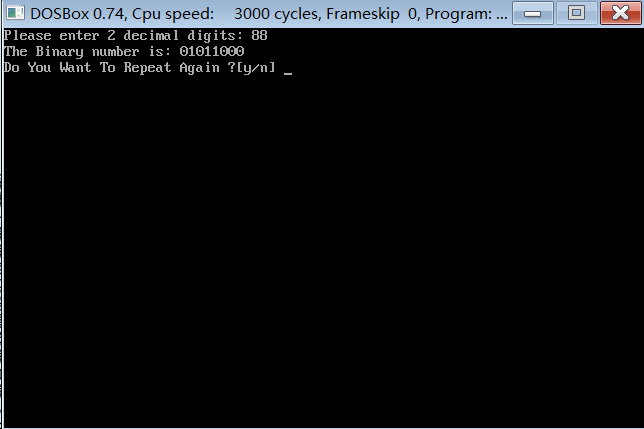 DOSBox 0.74, Cpu speed: 3000 cycles, Frameskip 0, Program: ...
Please enter 2 decimal digits: 88
The Binary number is: 01011000
Do You Want To Repeat Again ?[y/n] _